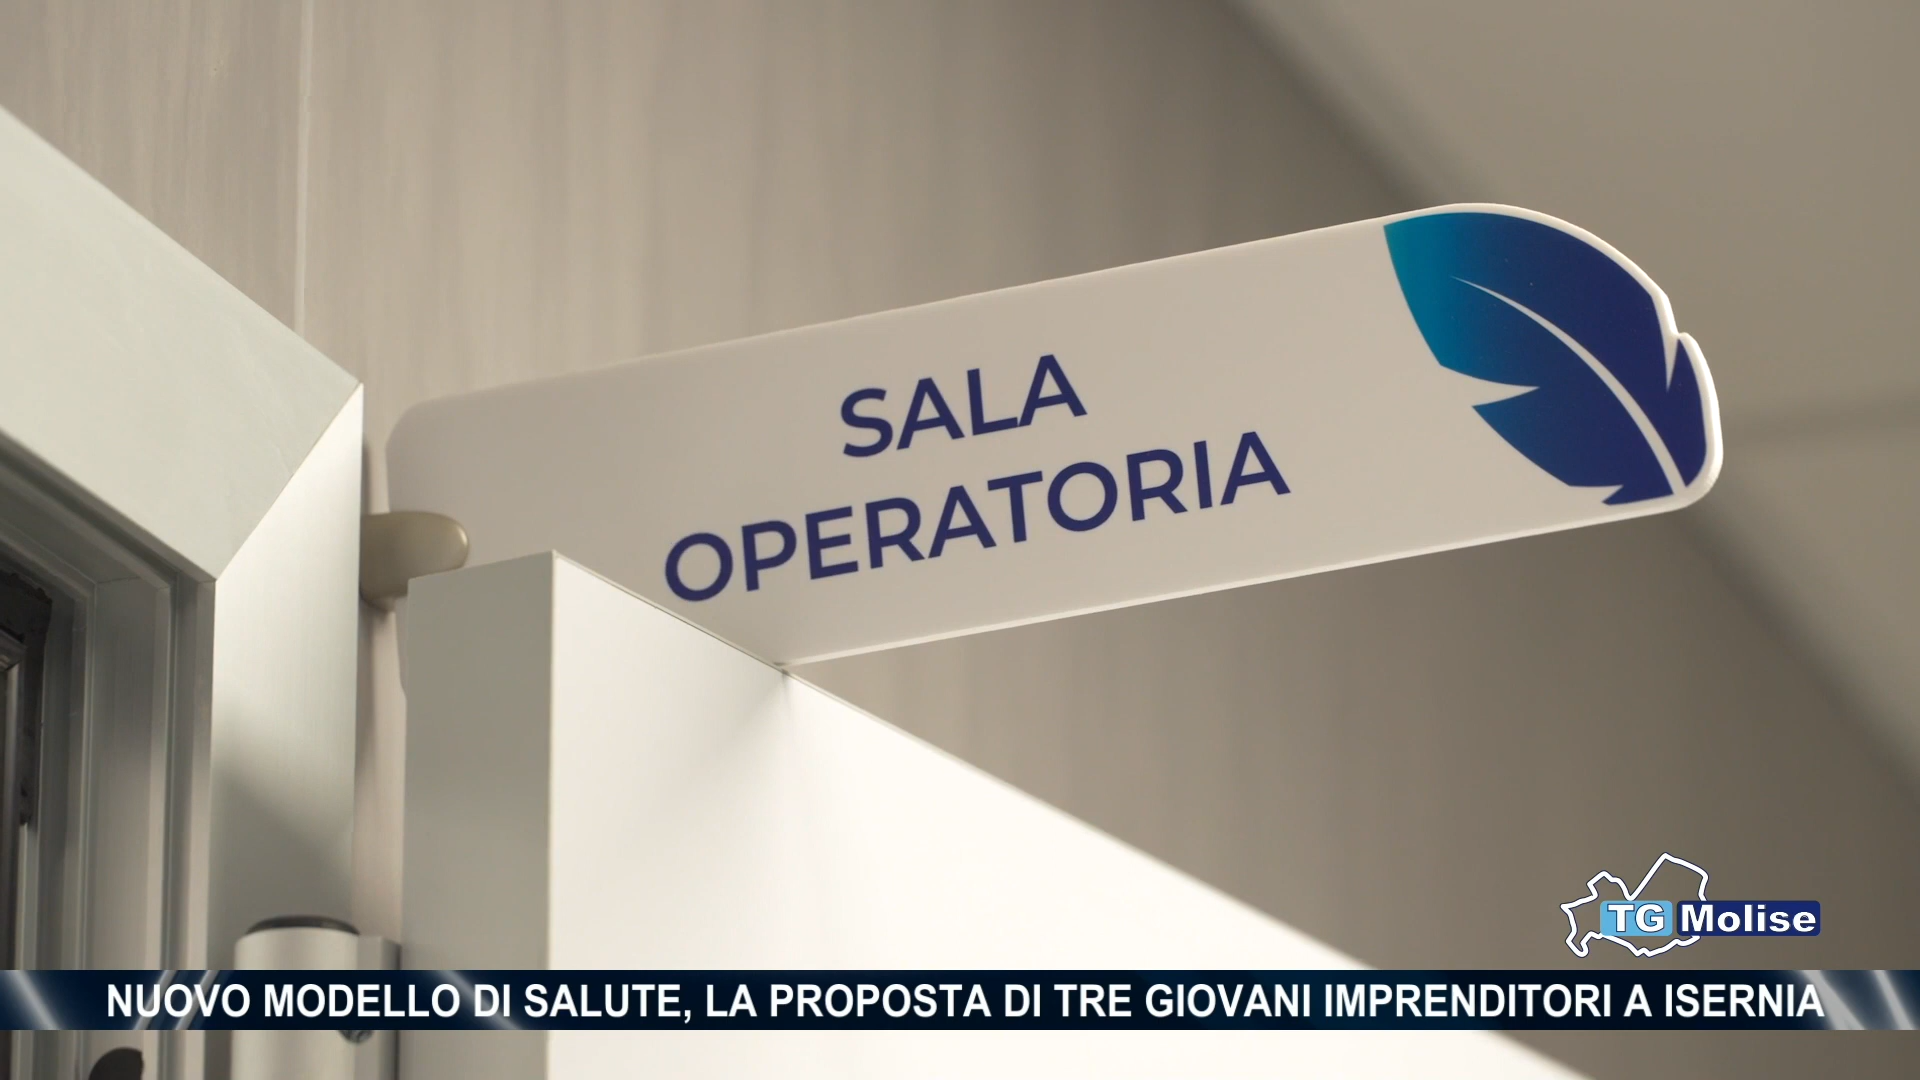 SALA
OPERATORIA
TG Molise
NUOVO MODELLO DI SALUTE, LA PROPOSTA DI TRE GIOVANI IMPRENDITORI A ISERNIA